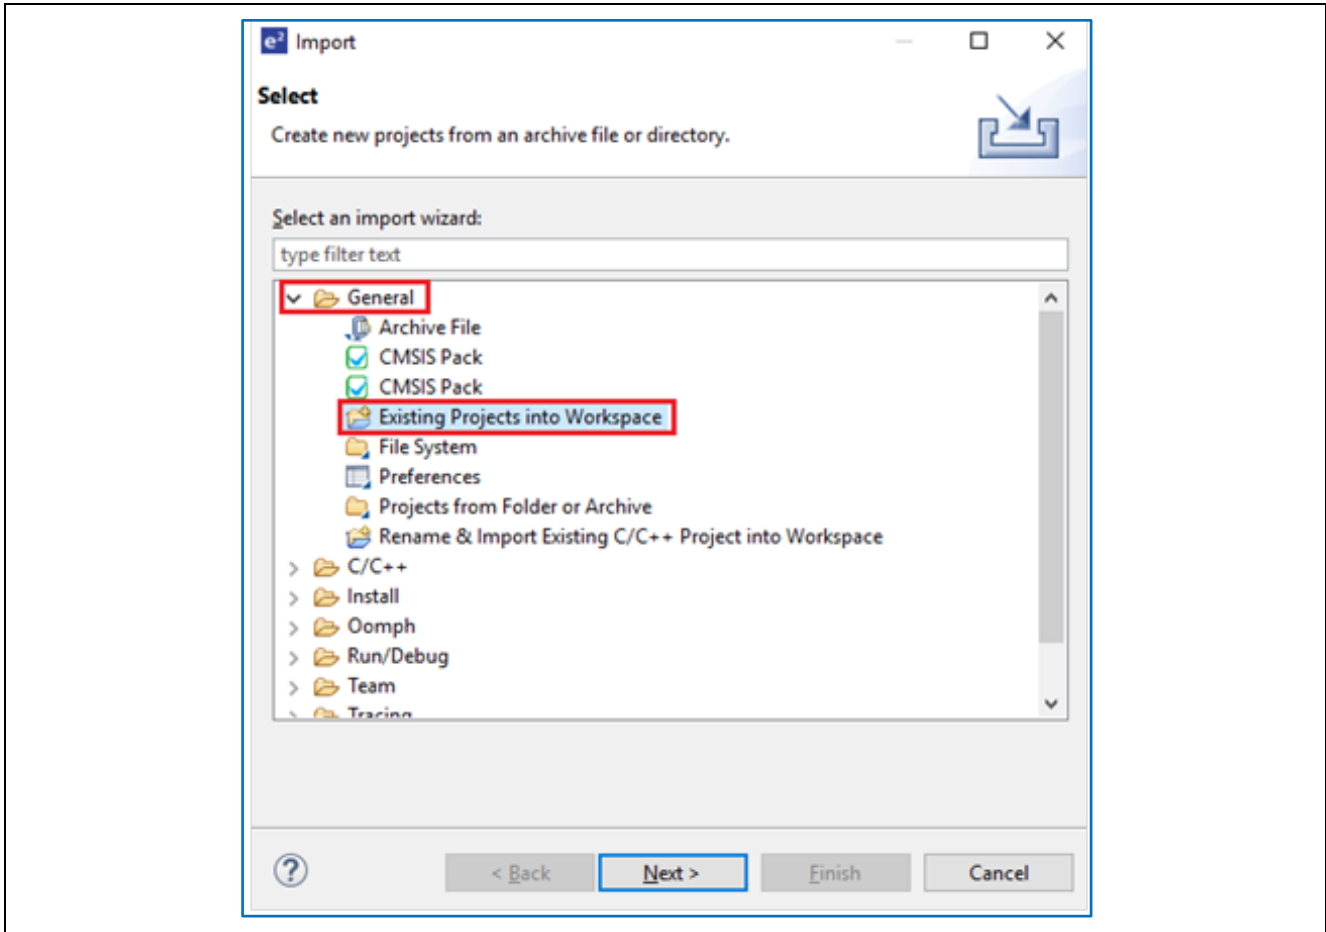 e² Import
Select
Create new projects from an archive file or directory.
Select an import wizard:
type filter text
General
Archive File
CMSIS Pack
CMSIS Pack
Existing Projects into Workspace
File System
Preferences
Projects from Folder or Archive
Rename & Import Existing C/C++ Project into Workspace
C/C++
Install
Oomph
Run/Debug
Team
Tracing
? < Back Next > Finish Cancel